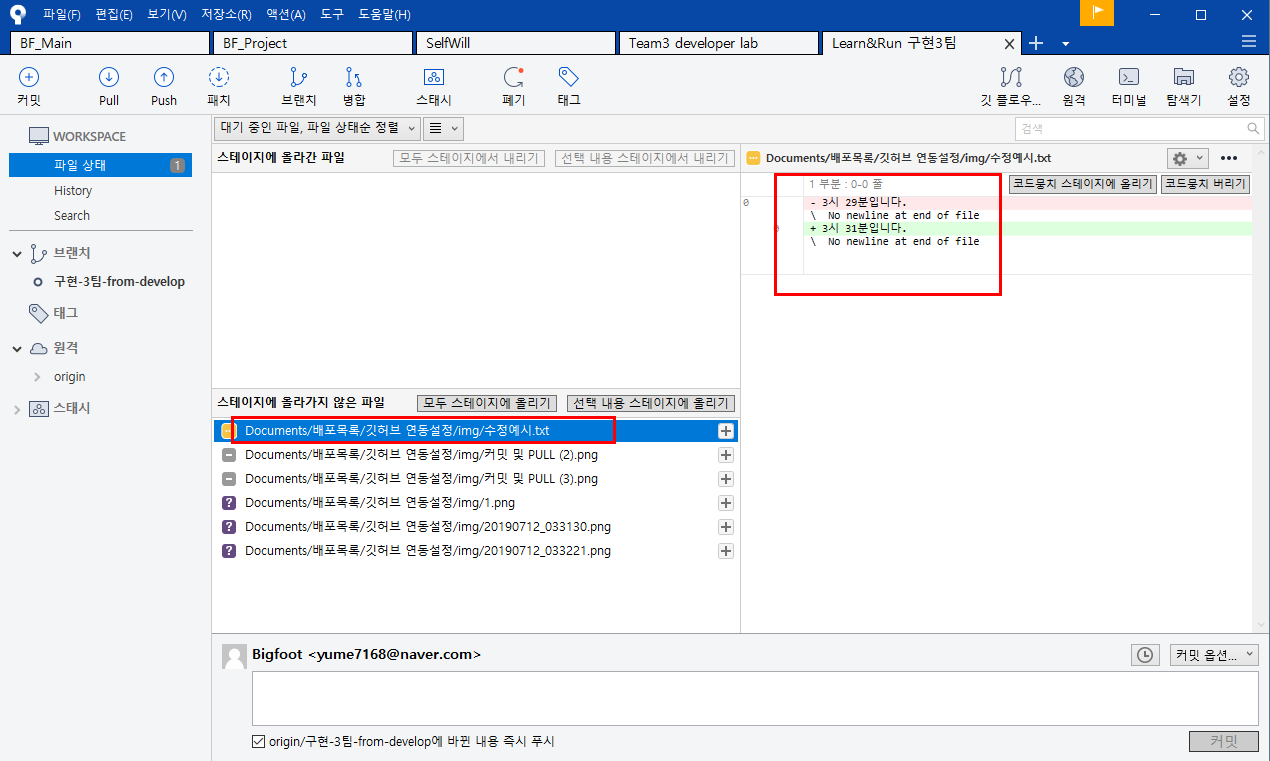 파일(F) 편집(E) 보기(V) 저장소(R) 액션(A) 도구 도움말(H)
BF_Main BF_Project SelfWill Team3 developer lab Learn&Run 구현3팀
커밋 Pull Push 패치 브랜치 병합 스태시 폐기 태그 깃 플로우... 원격 터미널 탐색기 설정
WORKSPACE
파일 상태 1
History
Search
브랜치
구현-3팀-from-develop
태그
원격
origin
스태시
대기 중인 파일, 파일 상태순 정렬
검색
스테이지에 올라간 파일 모두 스테이지에서 내리기 선택 내용 스테이지에서 내리기
스테이지에 올라가지 않은 파일 모두 스테이지에 올리기 선택 내용 스테이지에 올리기
Documents/배포목록/깃허브 연동설정/img/수정예시.txt
Documents/배포목록/깃허브 연동설정/img/커밋 및 PULL (2).png
Documents/배포목록/깃허브 연동설정/img/커밋 및 PULL (3).png
? Documents/배포목록/깃허브 연동설정/img/1.png
? Documents/배포목록/깃허브 연동설정/img/20190712_033130.png
? Documents/배포목록/깃허브 연동설정/img/20190712_033221.png
Documents/배포목록/깃허브 연동설정/img/수정예시.txt
1 부분 : 0-0 줄 코드뭉치 스테이지에 올리기 코드뭉치 버리기
0 - 3시 29분입니다.
\ No newline at end of file
0 + 3시 31분입니다.
\ No newline at end of file
Bigfoot <yume7168@naver.com>
커밋 옵션...
origin/구현-3팀-from-develop에 바뀐 내용 즉시 푸시
커밋